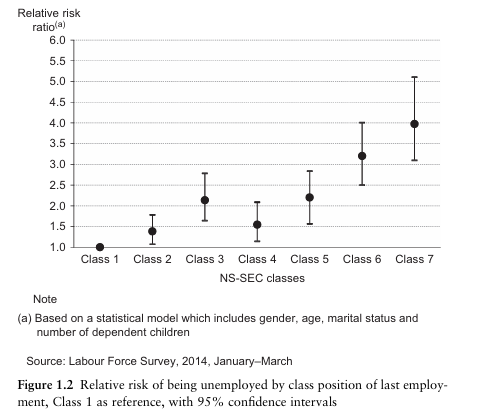 Relative risk
ratio(a)
6.0
5.5
5.0
4.5
4.0
3.5
3.0
2.5
2.0
1.5
1.0
Class 1 Class 2 Class 3 Class 4 Class 5 Class 6 Class 7
NS-SEC classes
Note
(a) Based on a statistical model which includes gender, age, marital status and
number of dependent children
Source: Labour Force Survey, 2014, January–March
Figure 1.2 Relative risk of being unemployed by class position of last employ-
ment, Class 1 as reference, with 95% confidence intervals